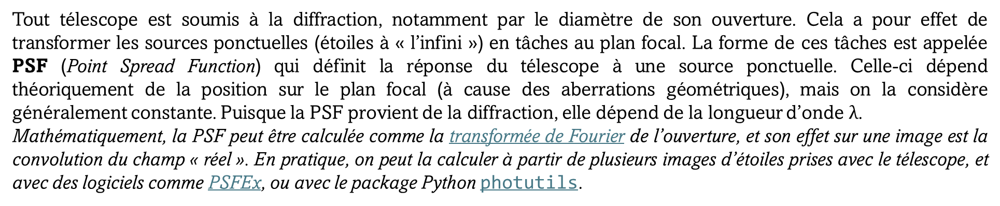 Tout télescope est soumis à la diffraction, notamment par le diamètre de son ouverture. Cela a pour effet de
transformer les sources ponctuelles (étoiles à « l’infini ») en tâches au plan focal. La forme de ces tâches est appelée
PSF (Point Spread Function) qui définit la réponse du télescope à une source ponctuelle. Celle-ci dépend
théoriquement de la position sur le plan focal (à cause des aberrations géométriques), mais on la considère
généralement constante. Puisque la PSF provient de la diffraction, elle dépend de la longueur d’onde λ.
Mathématiquement, la PSF peut être calculée comme la transformée de Fourier de l’ouverture, et son effet sur une image est la
convolution du champ « réel ». En pratique, on peut la calculer à partir de plusieurs images d’étoiles prises avec le télescope, et
avec des logiciels comme PSFEx, ou avec le package Python photutils.